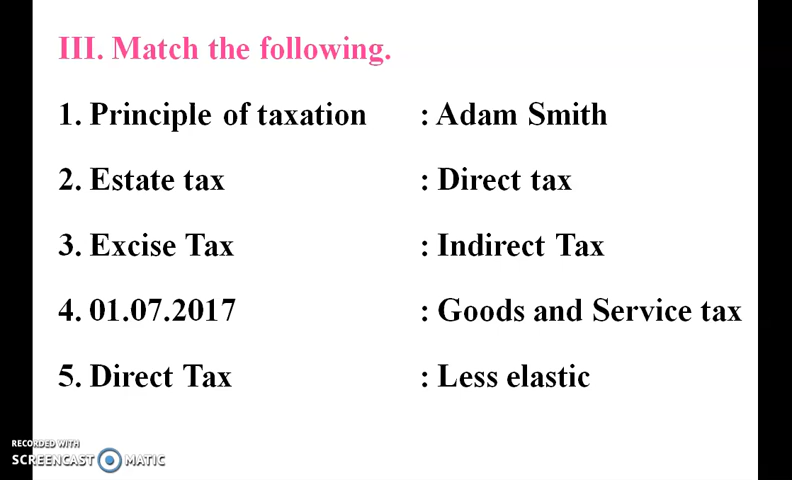 III. Match the following.
1. Principle of taxation : Adam Smith
2. Estate tax : Direct tax
3. Excise Tax : Indirect Tax
4. 01.07.2017 : Goods and Service tax
5. Direct Tax : Less elastic
RECORDED WITH
SCREENCAST MATIC